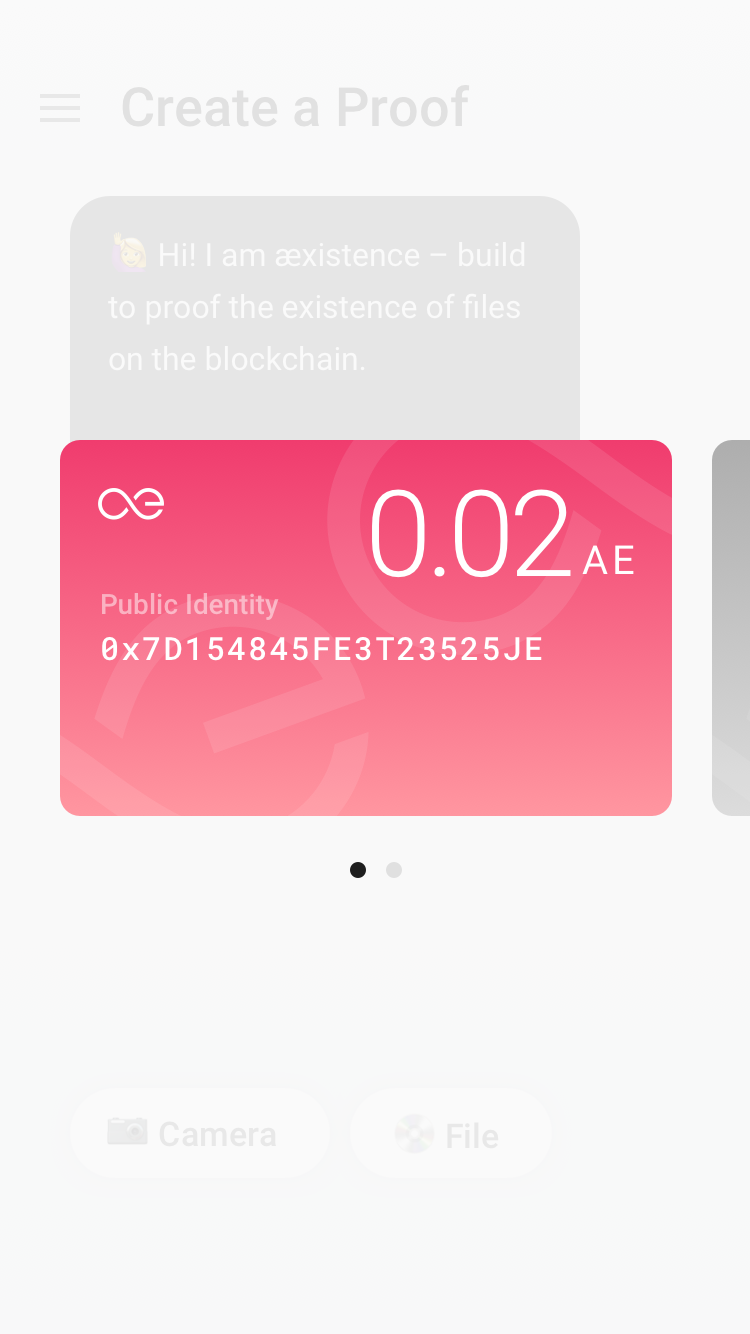 Create a Proof
🙋 Hi! I am æxistence – build
to proof the existence of files
on the blockchain.
0.02 AE
Public Identity
0x7D154845FE3T23525JE
Camera
File